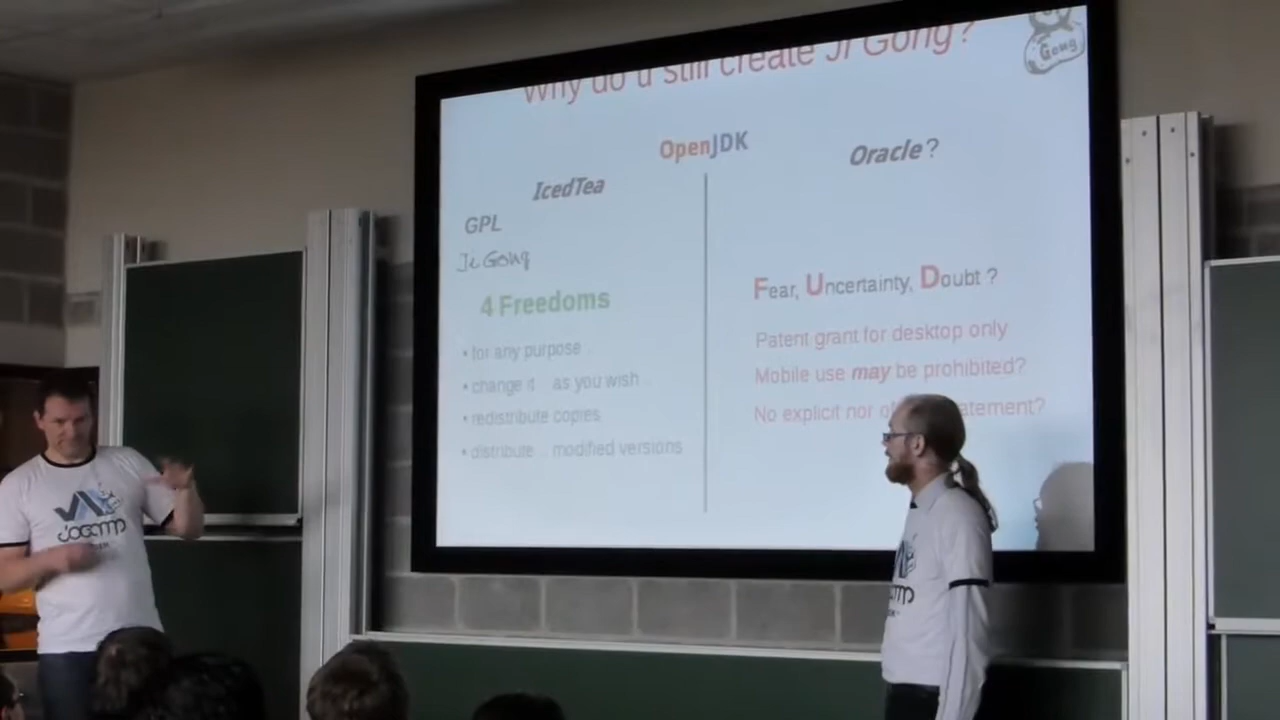 Why do u still create Ji Gong?
Gong
OpenJDK
IcedTea
GPL
Ji Gong
4 Freedoms
• for any purpose
• change it as you wish
• redistribute copies
• distribute modified versions
Oracle?
Fear, Uncertainty, Doubt ?
Patent grant for desktop only
Mobile use may be prohibited?
No explicit nor
JOGAMP